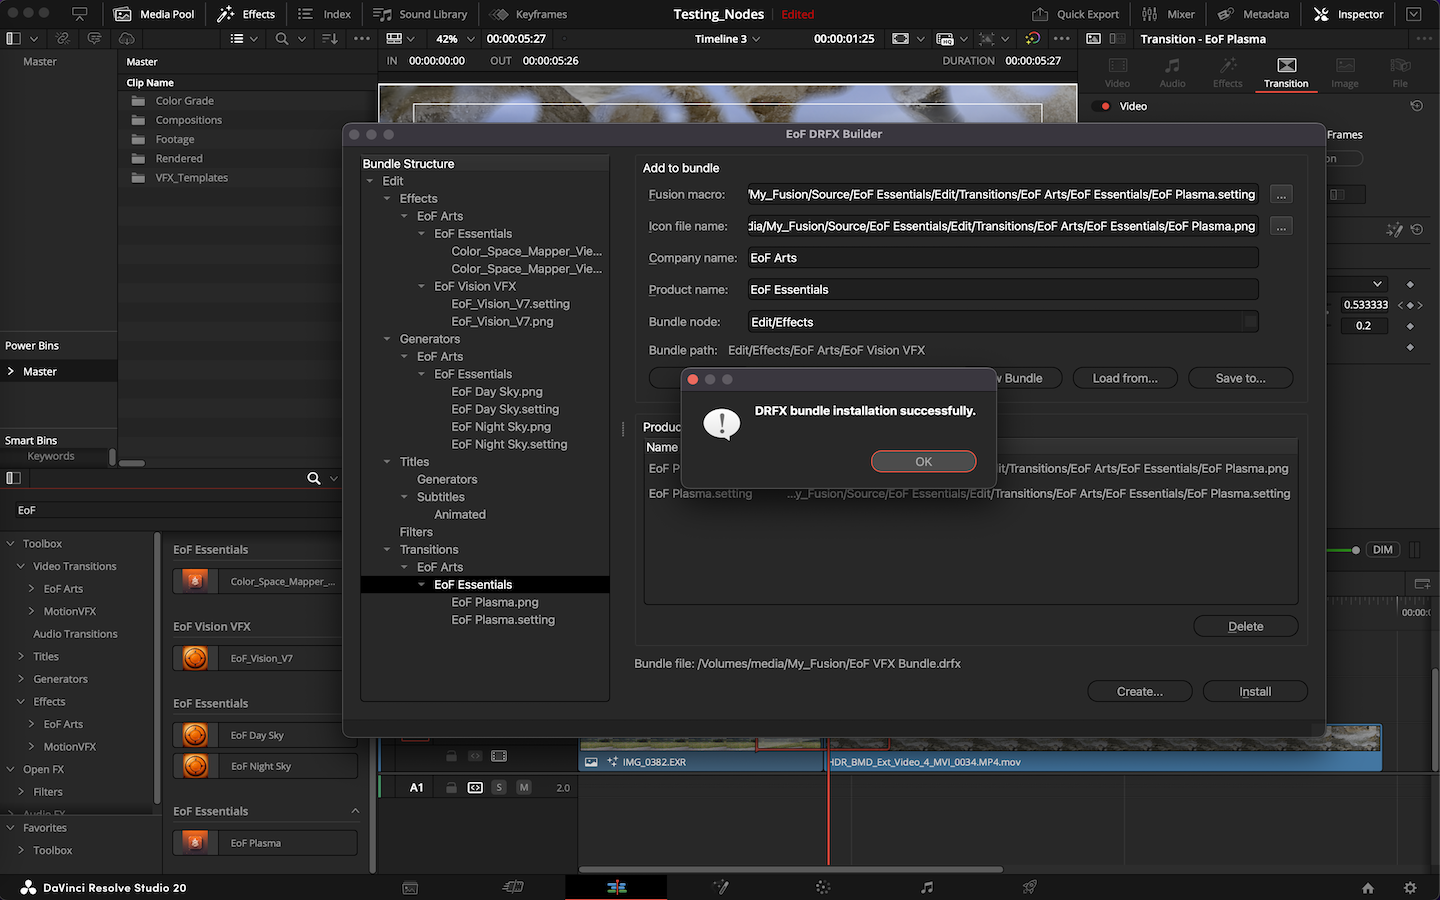 Media Pool
Effects
Index
Sound Library
Keyframes
Testing_Nodes
Edited
Quick Export
Mixer
Metadata
Inspector
42%
00:00:05:27
Timeline 3
00:00:01:25
Transition - EoF Plasma
Master
Master
IN 00:00:00:00 OUT 00:00:05:26
DURATION 00:00:05:27
Clip Name
Color Grade
Compositions
Footage
Rendered
VFX_Templates
Video
Audio
Effects
Transition
Image
File
Video
Frames
0.533333
0.2
Power Bins
Master
Smart Bins
Keywords
EoF
Toolbox
Video Transitions
EoF Arts
MotionVFX
Audio Transitions
Titles
Generators
Effects
EoF Arts
MotionVFX
Open FX
Filters
Audio FX
Favorites
Toolbox
EoF Essentials
Color_Space_Mapper_...
EoF Vision VFX
EoF_Vision_V7
EoF Essentials
EoF Day Sky
EoF Night Sky
EoF Essentials
EoF Plasma
EoF DRFX Builder
Bundle Structure
Edit
Effects
EoF Arts
EoF Essentials
Color_Space_Mapper_Vie...
Color_Space_Mapper_Vie...
EoF Vision VFX
EoF_Vision_V7.setting
EoF_Vision_V7.png
Generators
EoF Arts
EoF Essentials
EoF Day Sky.png
EoF Day Sky.setting
EoF Night Sky.png
EoF Night Sky.setting
Titles
Generators
Subtitles
Animated
Filters
Transitions
EoF Arts
EoF Essentials
EoF Plasma.png
EoF Plasma.setting
Add to bundle
Fusion macro: /My_Fusion/Source/EoF Essentials/Edit/Transitions/EoF Arts/EoF Essentials/EoF Plasma.setting ...
Icon file name: dia/My_Fusion/Source/EoF Essentials/Edit/Transitions/EoF Arts/EoF Essentials/EoF Plasma.png ...
Company name: EoF Arts
Product name: EoF Essentials
Bundle node: Edit/Effects
Bundle path: Edit/Effects/EoF Arts/EoF Vision VFX
w Bundle
Load from...
Save to...
DRFX bundle installation successfully.
OK
Produc
Name
EoF P
it/Transitions/EoF Arts/EoF Essentials/EoF Plasma.png
EoF Plasma.setting ...y_Fusion/Source/EoF Essentials/Edit/Transitions/EoF Arts/EoF Essentials/EoF Plasma.setting
Delete
Bundle file: /Volumes/media/My_Fusion/EoF VFX Bundle.drfx
Create...
Install
DIM
00:00:
IMG_0382.EXR
HDR_BMD_Ext_Video_4_MVI_0034.MP4.mov
A1
S
M
2.0
DaVinci Resolve Studio 20